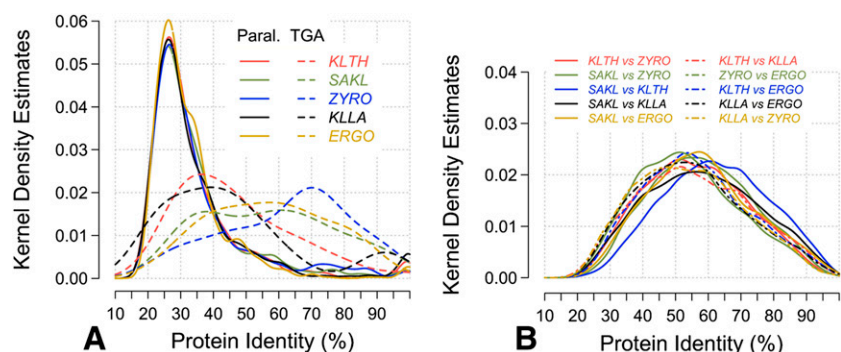 Kernel Density Estimates
0.06
0.05
0.04
0.03
0.02
0.01
0.00
Paral. TGA
KLTH
SAKL
ZYRO
KLLA
ERGO
10 20 30 40 50 60 70 80 90
A Protein Identity (%)
Kernel Density Estimates
0.04
0.03
0.02
0.01
0.00
KLTH vs ZYRO KLTH vs KLLA
SAKL vs ZYRO ZYRO vs ERGO
SAKL vs KLTH KLTH vs ERGO
SAKL vs KLLA KLLA vs ERGO
SAKL vs ERGO KLLA vs ZYRO
10 20 30 40 50 60 70 80 90
B Protein Identity (%)